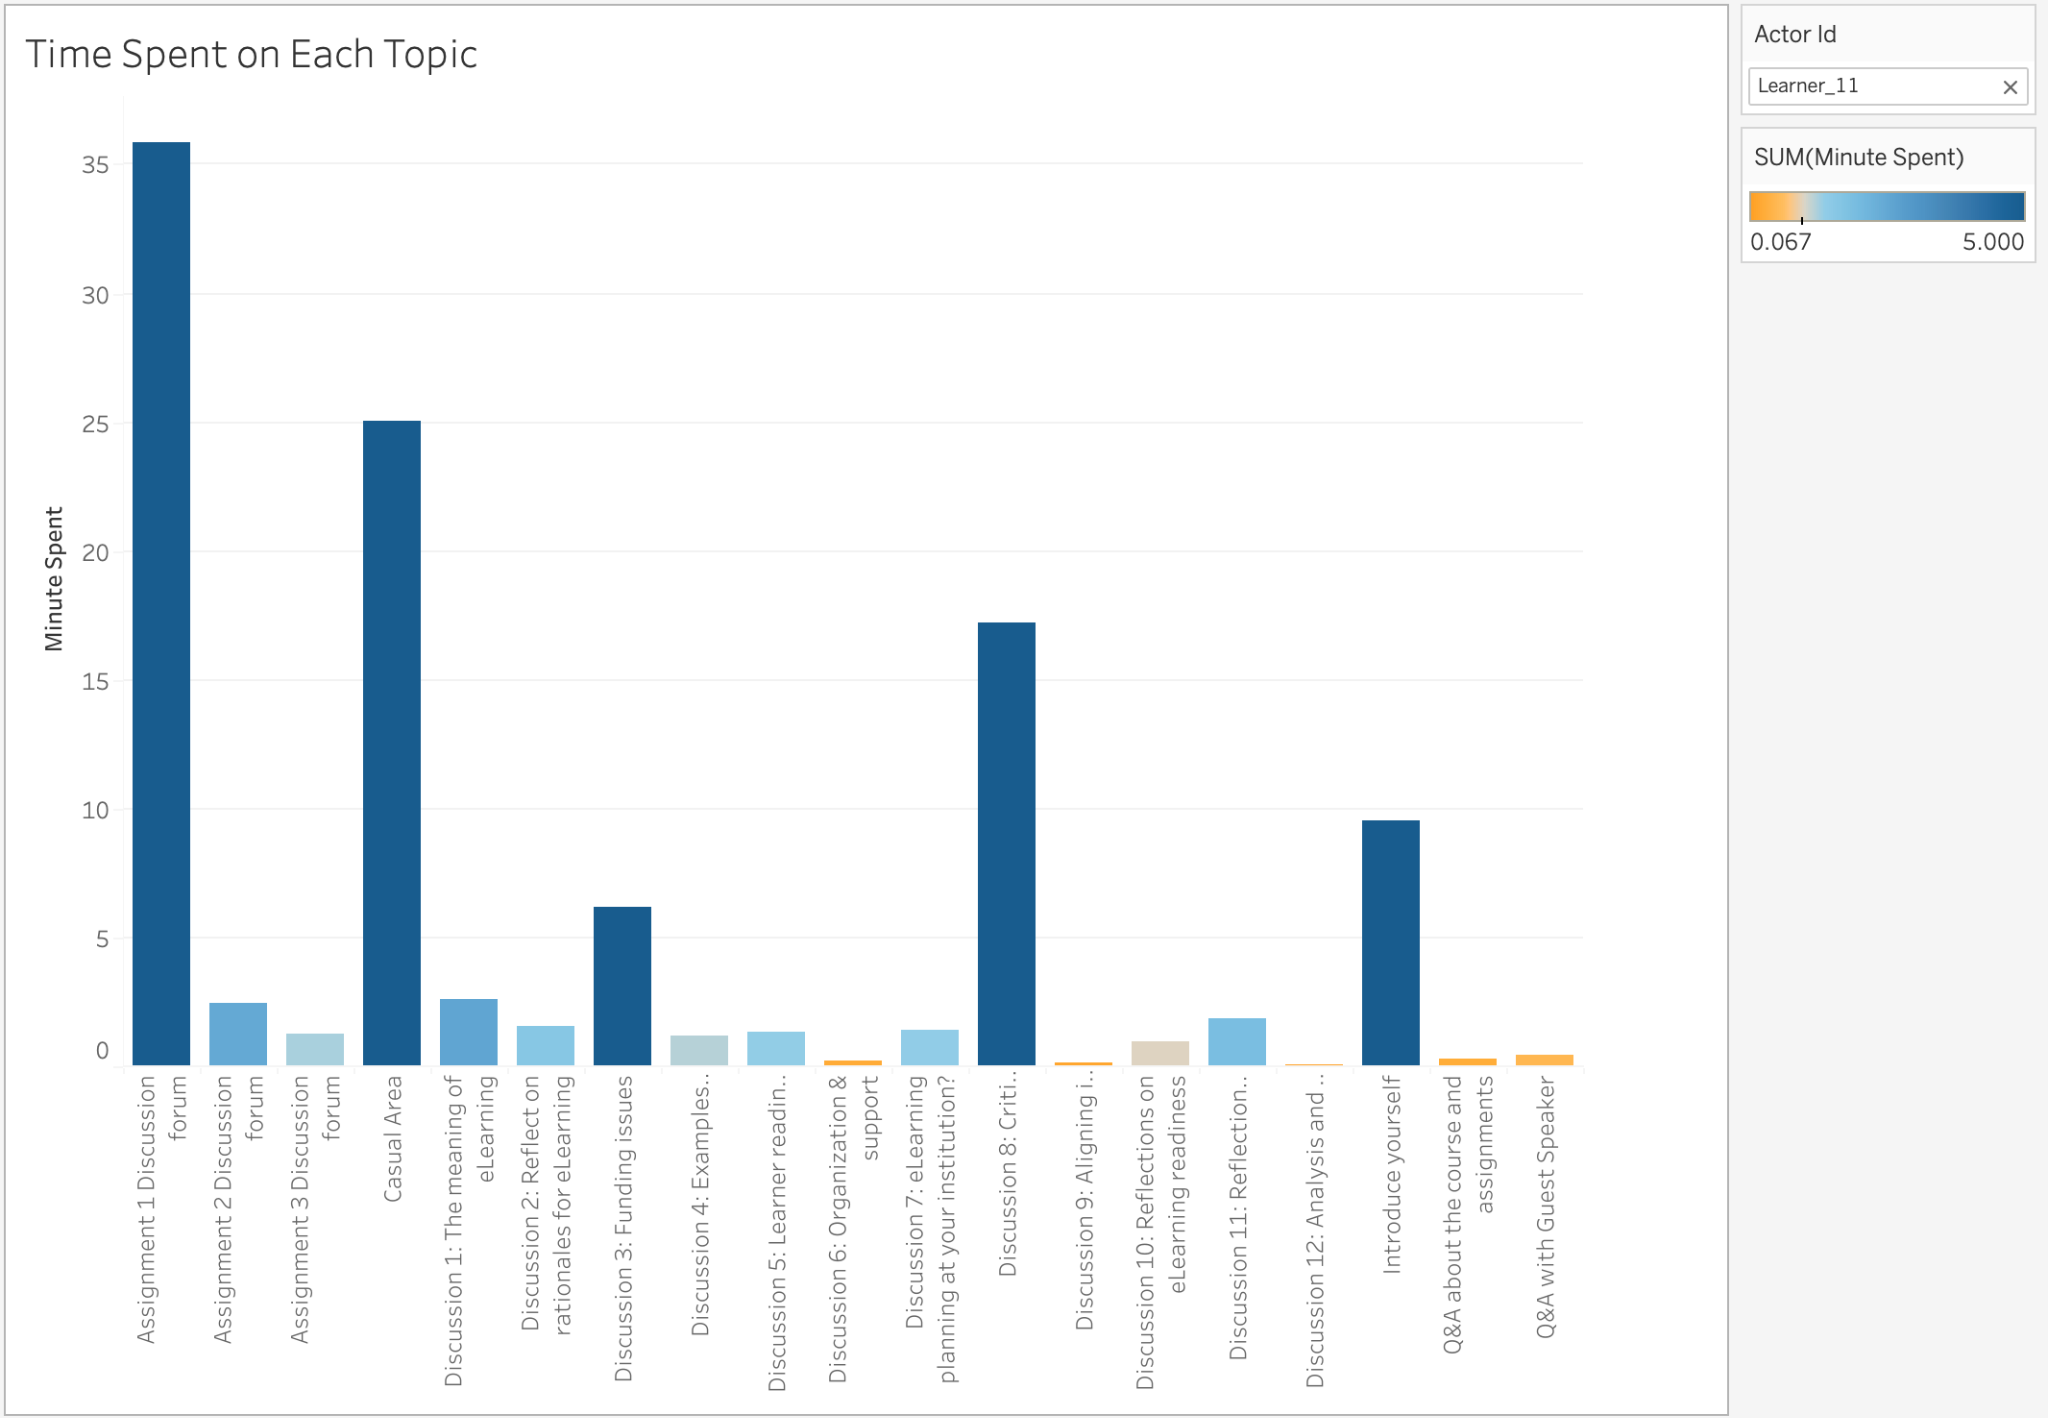 Time Spent on Each Topic
Actor Id
Learner_11
SUM(Minute Spent)
0.067
5.000
Minute Spent
35
30
25
20
15
10
5
0
Assignment 1 Discussion
forum
Assignment 2 Discussion
forum
Assignment 3 Discussion
forum
Casual Area
Discussion 1: The meaning of
eLearning
Discussion 2: Reflect on
rationales for eLearning
Discussion 3: Funding issues
Discussion 4: Examples..
Discussion 5: Learner readin..
Discussion 6: Organization &
support
Discussion 7: eLearning
planning at your institution?
Discussion 8: Criti..
Discussion 9: Aligning i..
Discussion 10: Reflections on
eLearning readiness
Discussion 11: Reflection..
Discussion 12: Analysis and ..
Introduce yourself
Q&A about the course and
assignments
Q&A with Guest Speaker